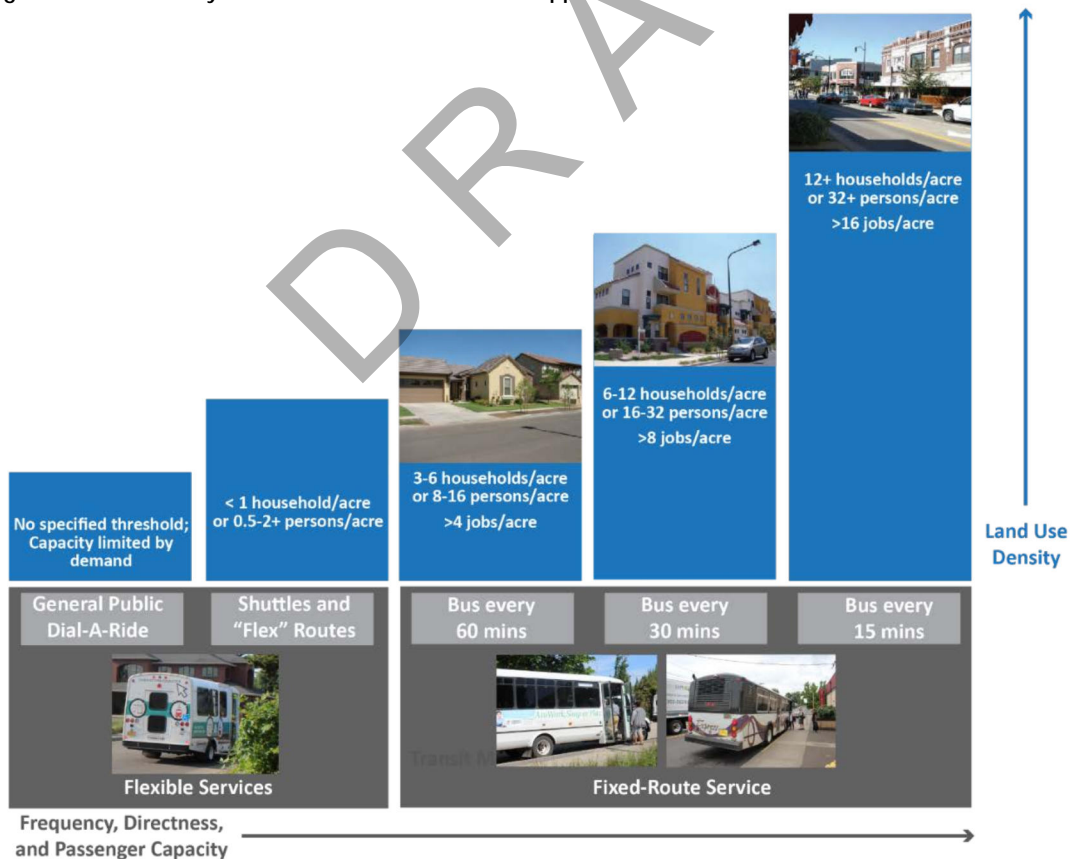 DRA
12+ households/acre
or 32+ persons/acre
>16 jobs/acre
6-12 households/acre
or 16-32 persons/acre
>8 jobs/acre
3-6 households/acre
or 8-16 persons/acre
>4 jobs/acre
< 1 household/acre
or 0.5-2+ persons/acre
No specified threshold;
Capacity limited by
demand
Land Use
Density
General Public
Dial-A-Ride
Shuttles and
"Flex" Routes
Bus every
60 mins
Bus every
30 mins
Bus every
15 mins
Flexible Services
Transit M
Fixed-Route Service
Frequency, Directness,
and Passenger Capacity